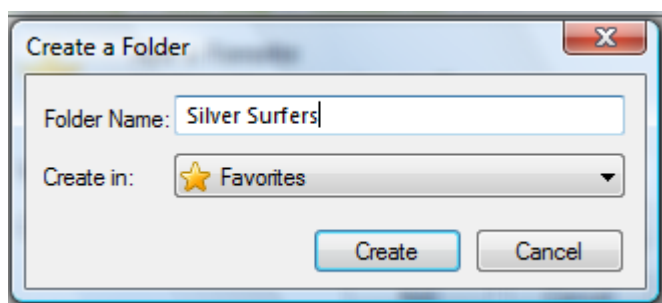 Create a Folder
Folder Name: Silver Surfers
Create in: Favorites
Create Cancel